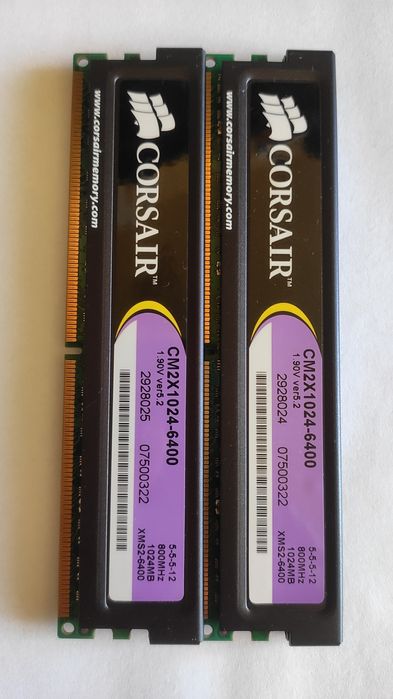 www.corsairmemory.com
CORSAIR™
CM2X1024-6400
1.90V ver5.2
2928025 07500322
5-5-5-12
800MHz
1024MB
XMS2-6400
www.corsairmemory.com
CORSAIR™
CM2X1024-6400
1.90V ver5.2
2928024 07500322
5-5-5-12
800MHz
1024MB
XMS2-6400